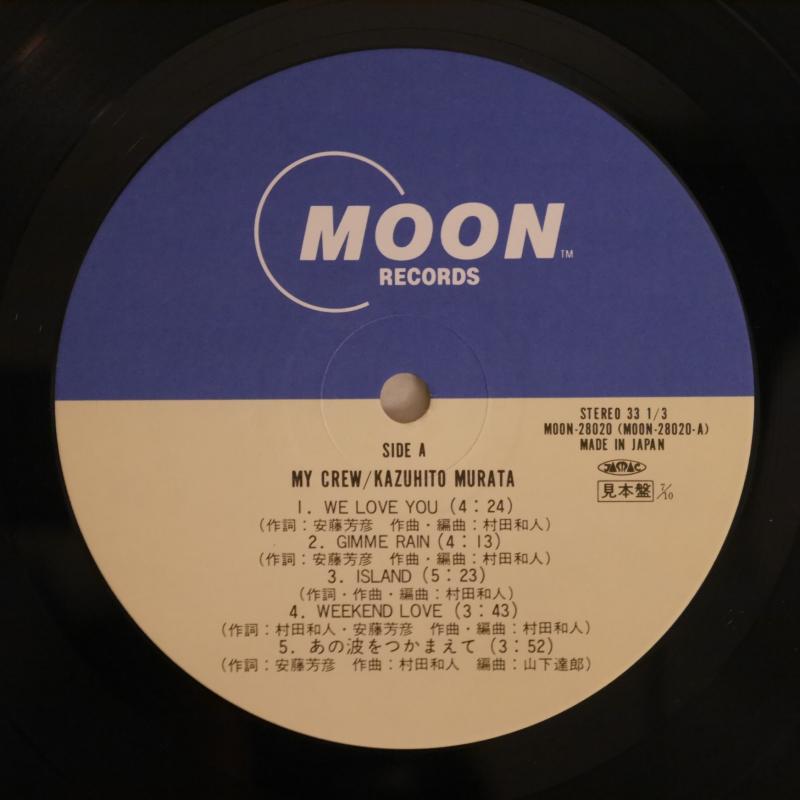 MOON™
RECORDS
STEREO 33 1/3
MOON-28020 (MOON-28020-A)
MADE IN JAPAN
JASRAC
見本盤 7/10
SIDE A
MY CREW/KAZUHITO MURATA
1. WE LOVE YOU (4:24)
(作詞:安藤芳彦 作曲・編曲:村田和人)
2. GIMME RAIN (4:13)
(作詞:安藤芳彦 作曲・編曲:村田和人)
3. ISLAND (5:23)
(作詞・作曲・編曲:村田和人)
4. WEEKEND LOVE (3:43)
(作詞:村田和人・安藤芳彦 作曲・編曲:村田和人)
5. あの波をつかまえて (3:52)
(作詞:安藤芳彦 作曲:村田和人 編曲:山下達郎)